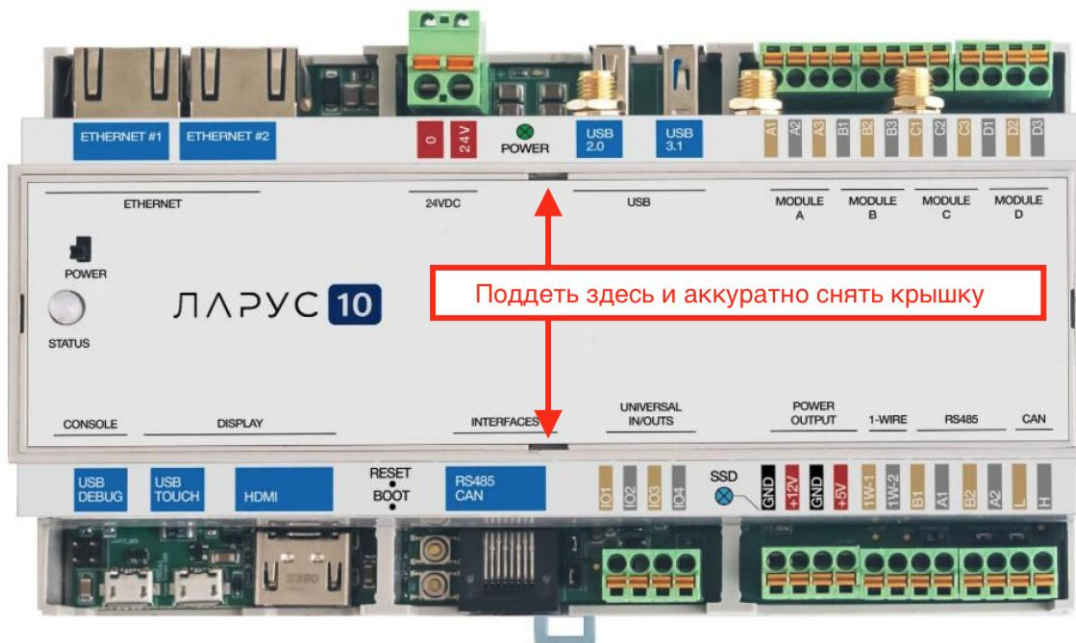 ETHERNET #1 ETHERNET #2 0 24V POWER USB 2.0 USB 3.1 A1 A2 A3 B1 B2 B3 C1 C2 C3 D1 D2 D3
ETHERNET 24VDC USB MODULE A MODULE B MODULE C MODULE D
POWER
Поддеть здесь и аккуратно снять крышку
ЛАРУС 10
STATUS
CONSOLE DISPLAY INTERFACES UNIVERSAL IN/OUTS POWER OUTPUT 1-WIRE RS485 CAN
USB DEBUG USB TOUCH HDMI RESET BOOT RS485 CAN IO1 IO2 IO3 IO4 SSD GND +12V GND +5V 1W-1 1W-2 B1 A1 B2 A2 L H